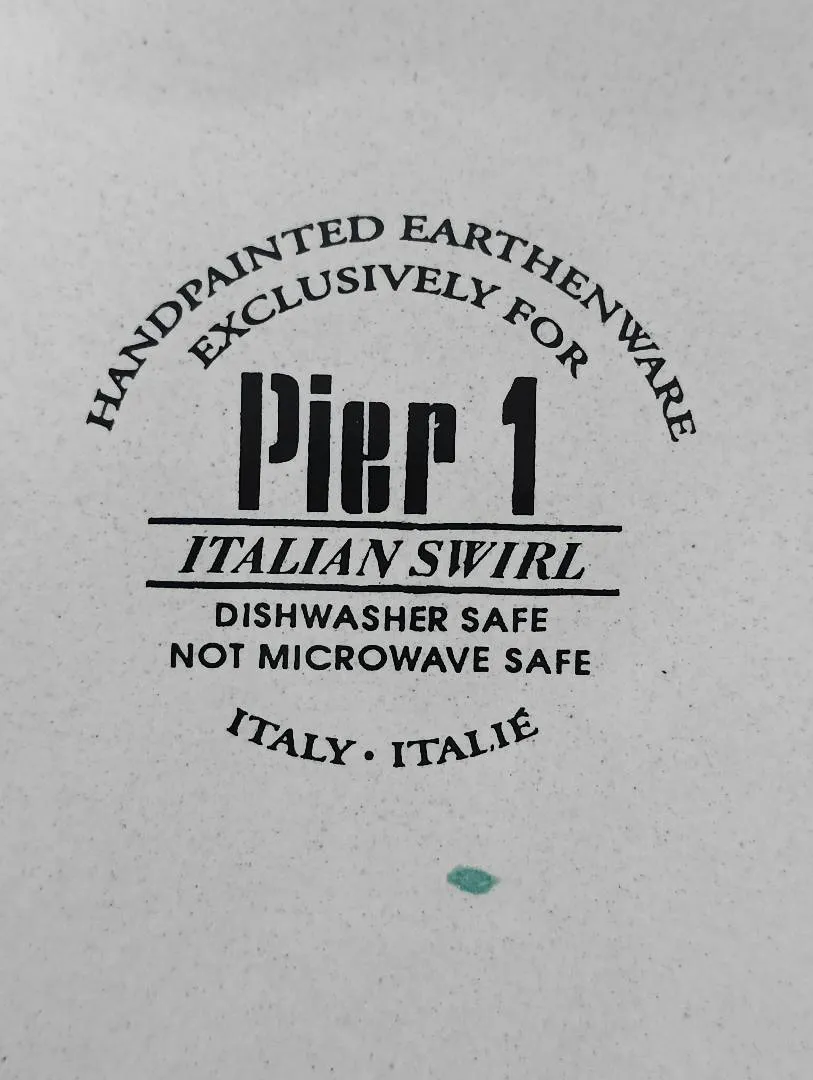 HANDPAINTED EARTHENWARE
EXCLUSIVELY FOR
Pier 1
ITALIAN SWIRL
DISHWASHER SAFE
NOT MICROWAVE SAFE
ITALY • ITALIÉ